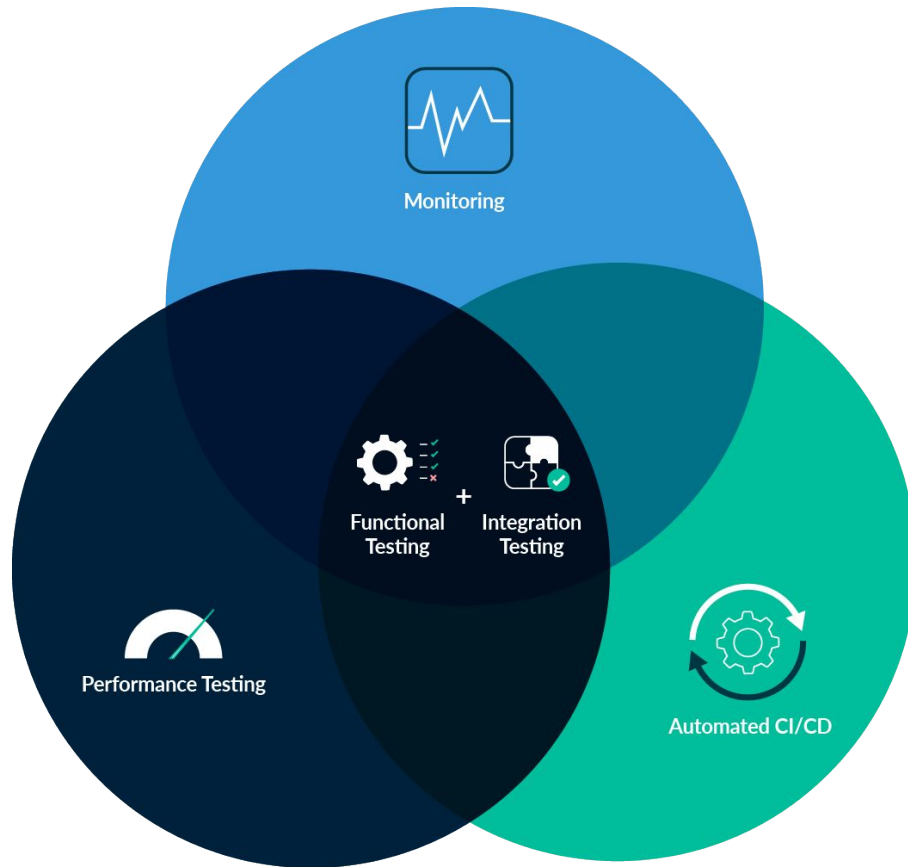 Monitoring
Functional
Testing
+
Integration
Testing
Performance Testing
Automated CI/CD